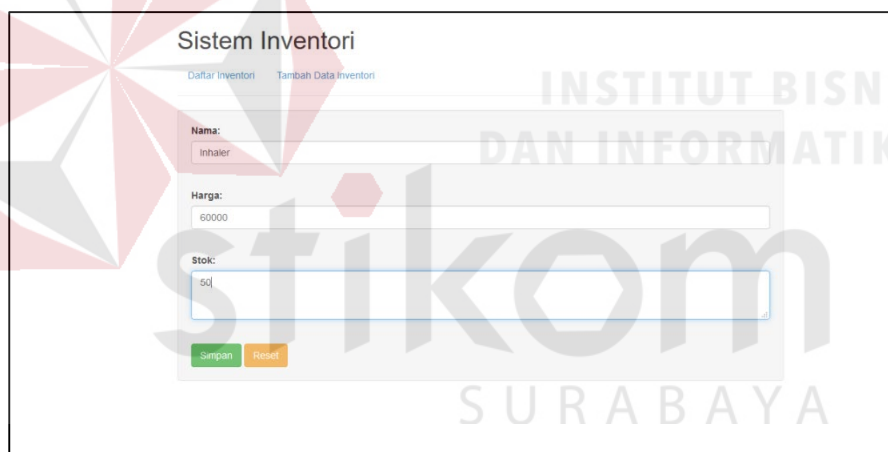 Sistem Inventori
Daftar Inventori Tambah Data Inventori
Nama:
Inhaler
Harga:
60000
Stok:
50
Simpan Reset
INSTITUT BISN
DAN INFORMATIK
stikom
SURABAYA